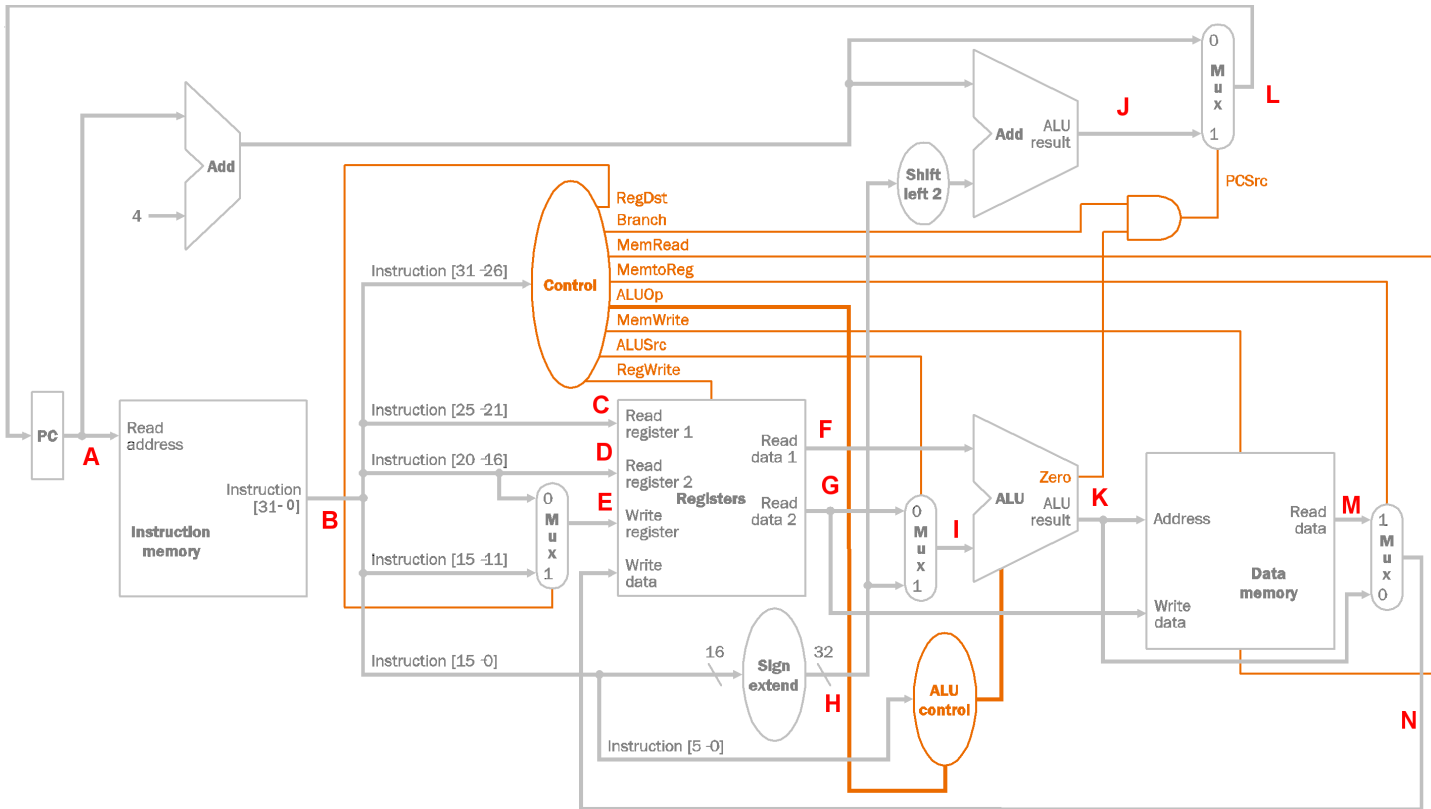 0
M
u
x
1
L
J
Add
ALU
result
Add
4
Shift
left 2
PCSrc
RegDst
Branch
MemRead
MemtoReg
ALUOp
MemWrite
ALUSrc
RegWrite
Control
Instruction [31 -26]
PC
A
Read
address
Instruction
[31- 0]
Instruction
memory
B
Instruction [25 -21]
Instruction [20 -16]
Instruction [15 -11]
Instruction [15 -0]
Instruction [5 -0]
0
M
u
x
1
C
D
E
Read
register 1
Read
register 2
Write
register
Write
data
Registers
Read
data 1
Read
data 2
F
G
0
M
u
x
1
I
Zero
ALU
ALU
result
K
Address
Read
data
Data
memory
Write
data
M
1
M
u
x
0
16
Sign
extend
32
H
ALU
control
N